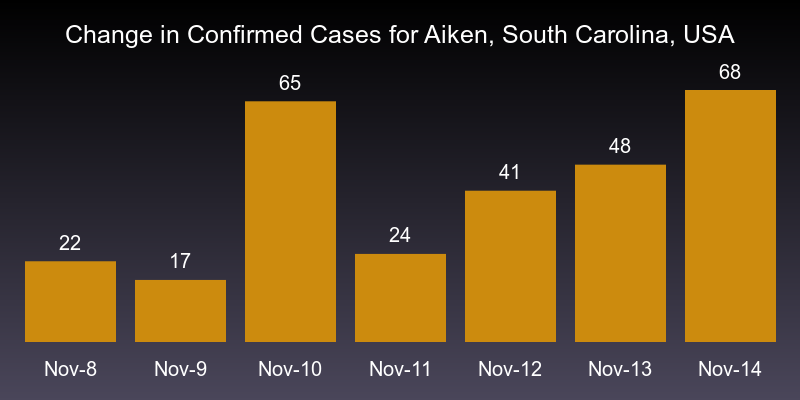 Change in Confirmed Cases for Aiken, South Carolina, USA
22
17
65
24
41
48
68
Nov-8
Nov-9
Nov-10
Nov-11
Nov-12
Nov-13
Nov-14